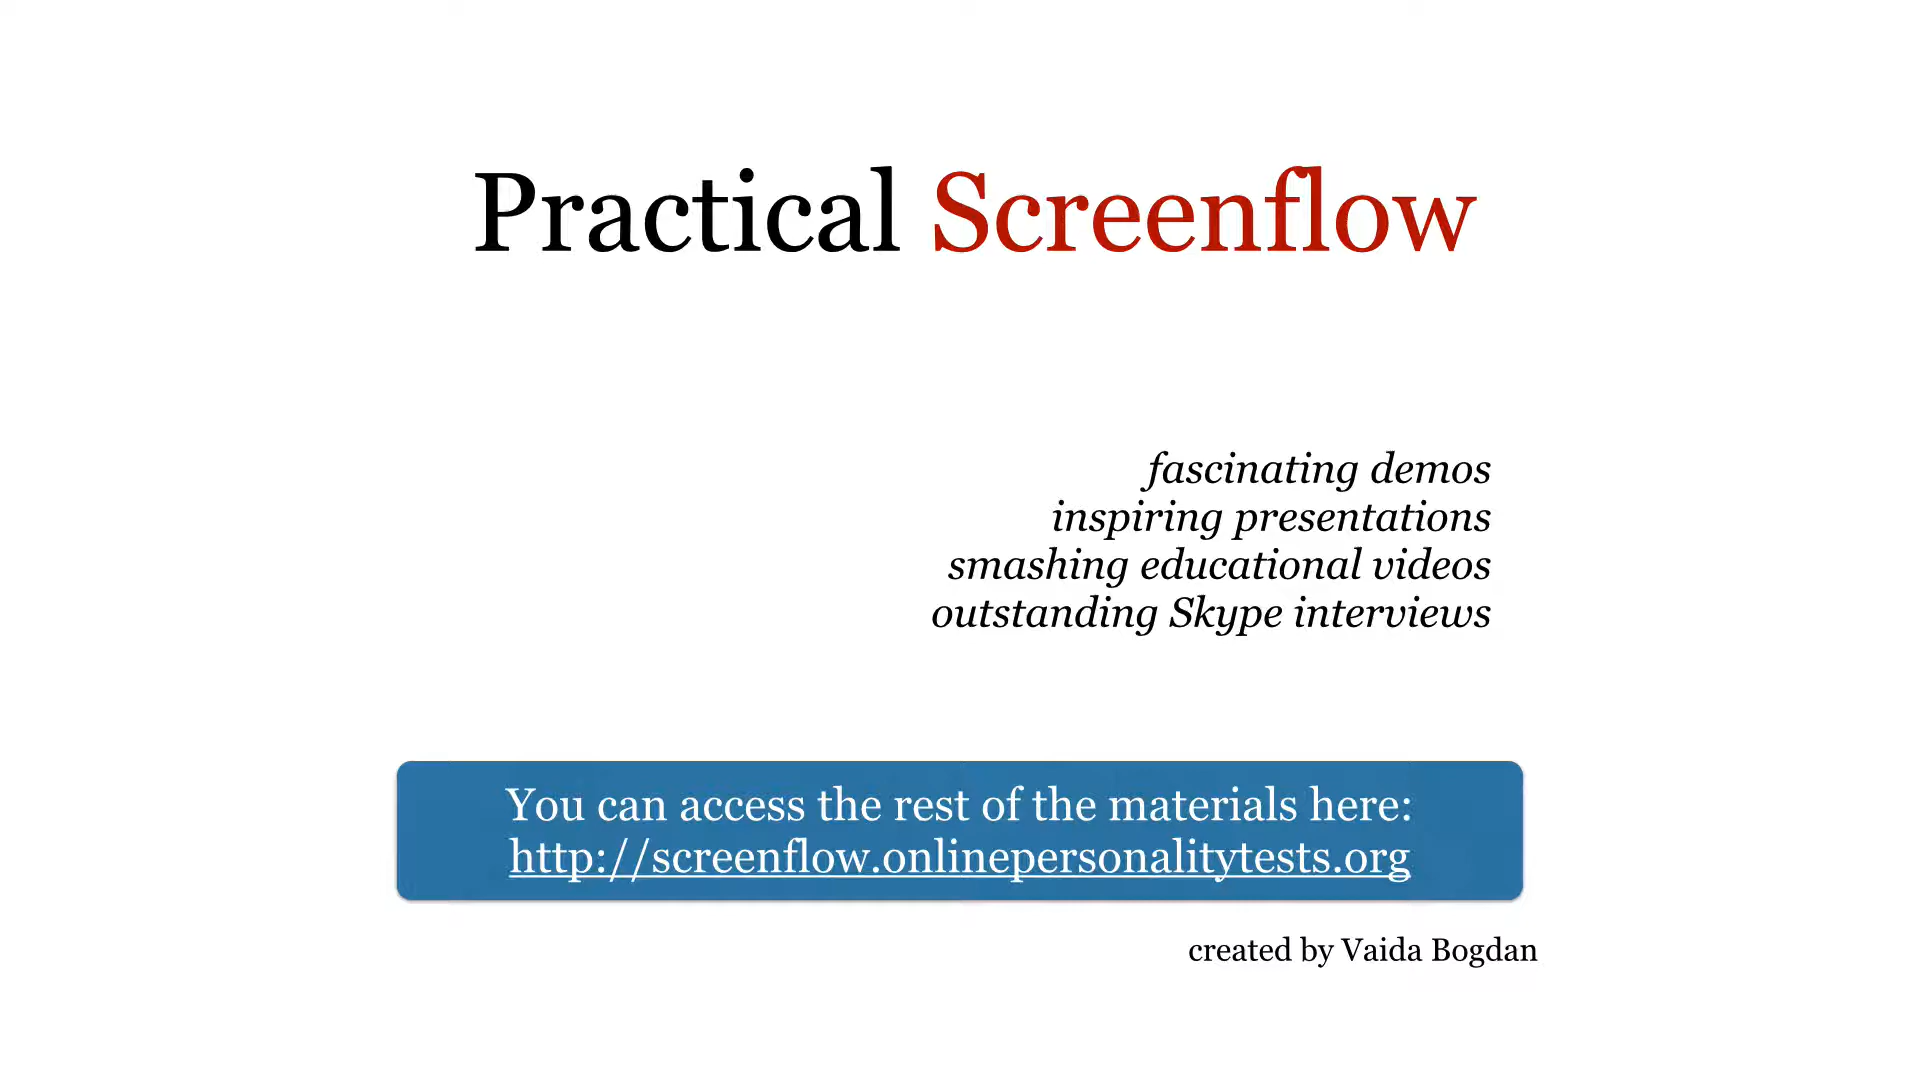 Practical Screenflow
fascinating demos
inspiring presentations
smashing educational videos
outstanding Skype interviews
You can access the rest of the materials here:
http://screenflow.onlinepersonalitytests.org
created by Vaida Bogdan